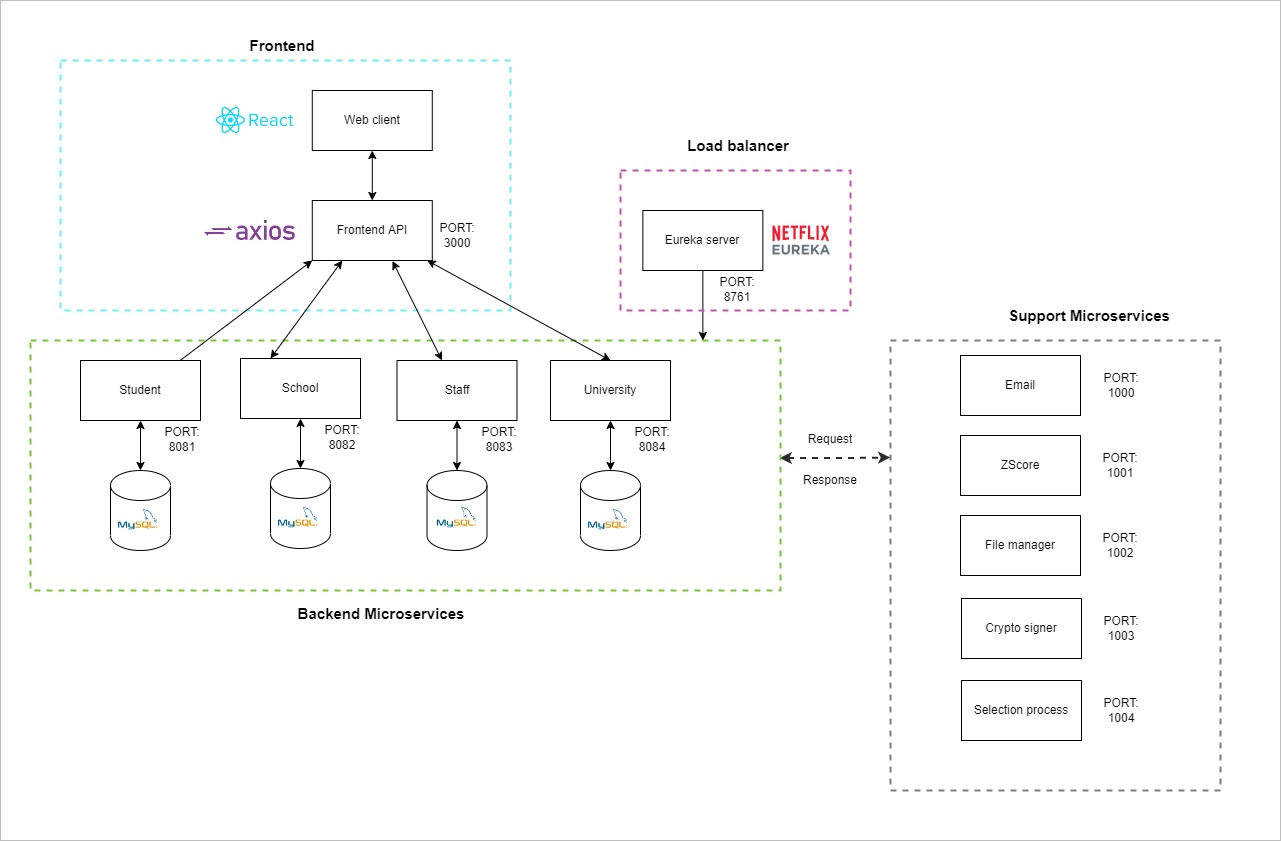 Frontend
React
Web client
axios
Frontend API
PORT:
3000
Load balancer
Eureka server
NETFLIX
EUREKA
PORT:
8761
Student
PORT:
8081
School
PORT:
8082
Staff
PORT:
8083
University
PORT:
8084
MySQL
MySQL
MySQL
MySQL
Backend Microservices
Request
Response
Support Microservices
Email
PORT:
1000
ZScore
PORT:
1001
File manager
PORT:
1002
Crypto signer
PORT:
1003
Selection process
PORT:
1004